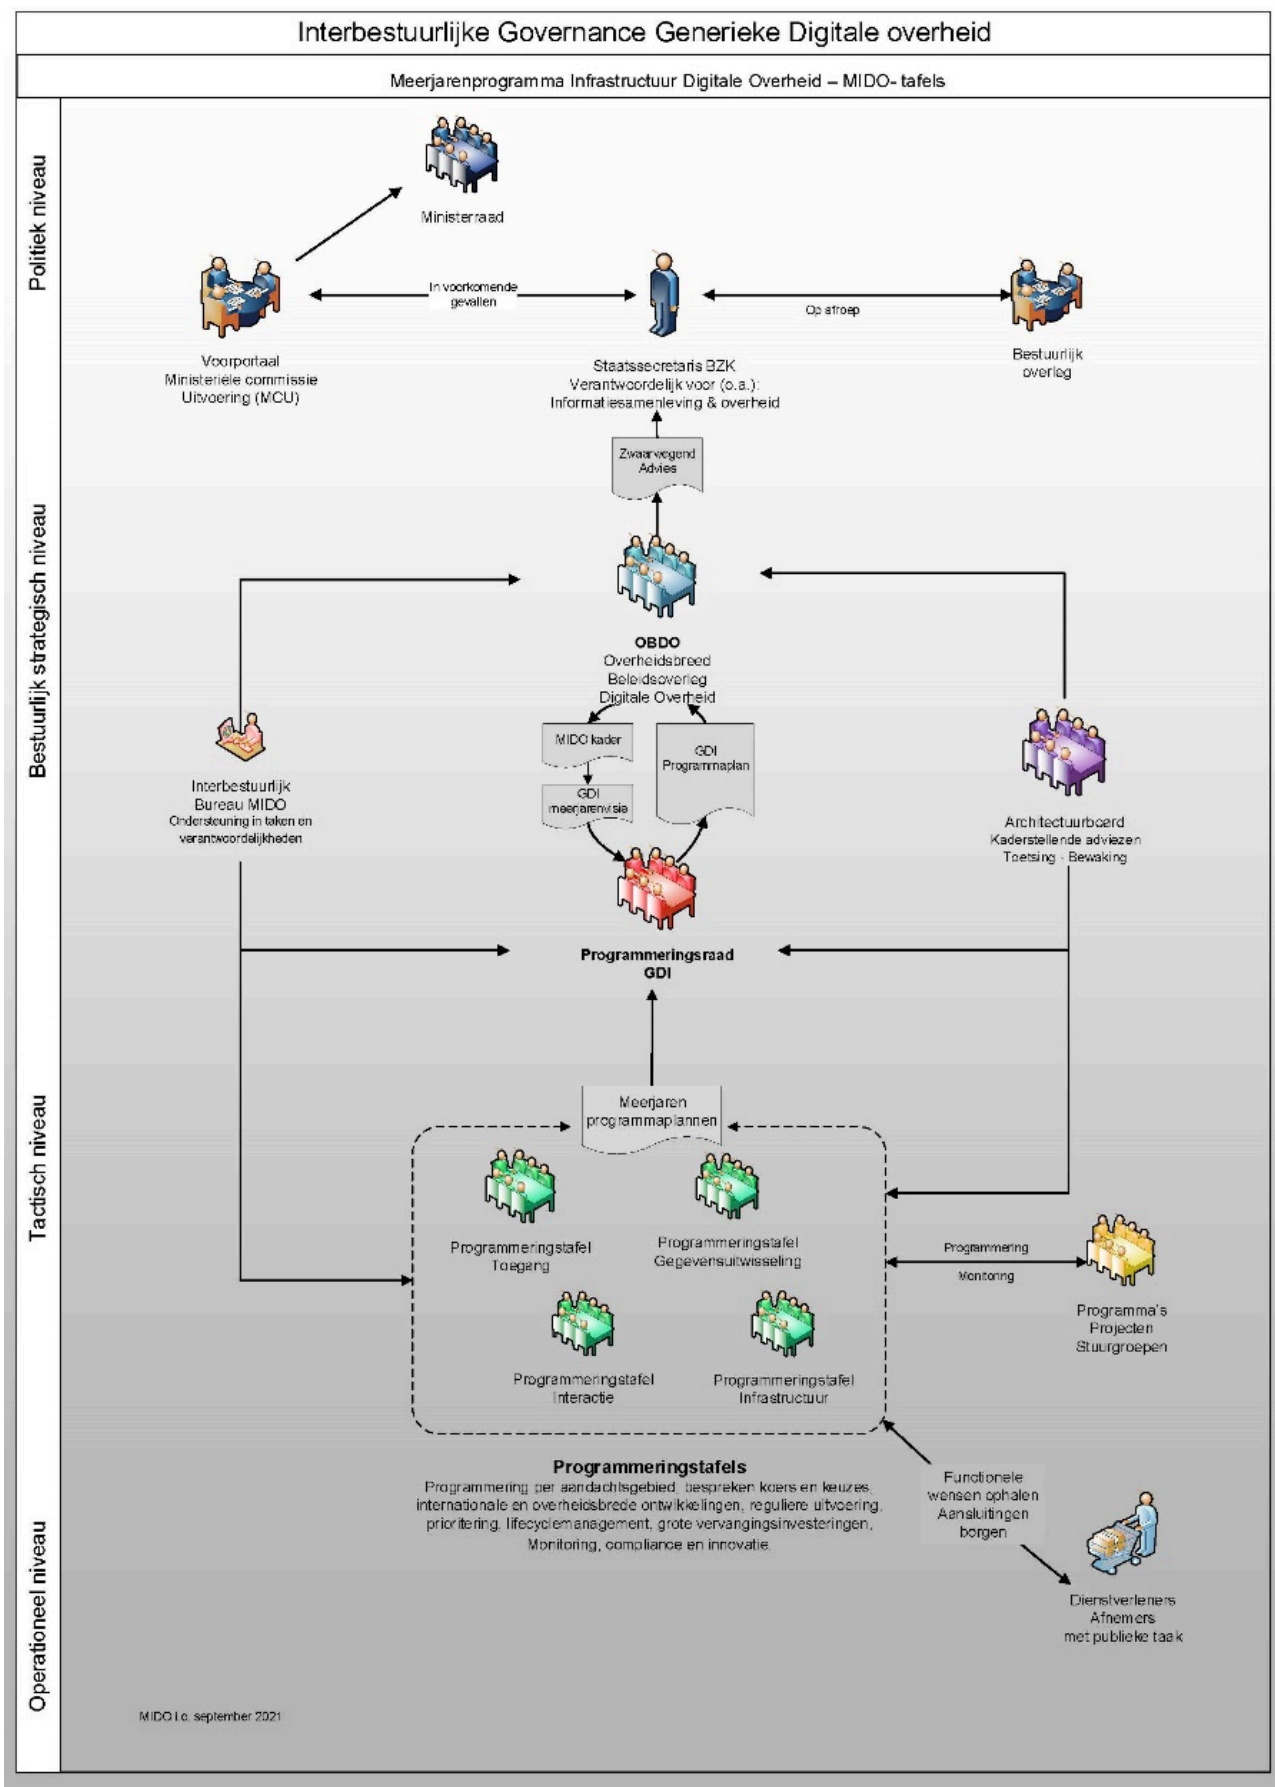 Interbestuurlijke Governance Generieke Digitale overheid
Meerjarenprogramma Infrastructuur Digitale Overheid – MIDO- tafels
Politiek niveau
Ministerraad
Voorportaal
Ministeriële commissie
Uitvoering (MCU)
In voorkomende
gevallen
Staatssecretaris BZK
Verantwoordelijk voor (o.a.):
Informatiesamenleving & overheid
Op afroep
Bestuurlijk
overleg
Zwaarwegend
Advies
Bestuurlijk strategisch niveau
OBDO
Overheidsbreed
Beleidsoverleg
Digitale Overheid
MIDO kader
GDI
meerjarenvisie
GDI
Programmaplan
Interbestuurlijk
Bureau MIDO
Ondersteuning in taken en
verantwoordelijkheden
Architectuurboard
Kaderstellende adviezen
Toetsing - Bewaking
Programmeringsraad
GDI
Tactisch niveau
Meerjaren
programmaplannen
Programmeringstafel
Toegang
Programmeringstafel
Gegevensuitwisseling
Programmeringstafel
Interactie
Programmeringstafel
Infrastructuur
Programmering
Monitoring
Programma's
Projecten
Stuurgroepen
Programmeringstafels
Programmering per aandachtsgebied, bespreken koers en keuzes,
internationale en overheidsbrede ontwikkelingen, reguliere uitvoering,
prioritering, lifecyclemanagement, grote vervangingsinvesteringen,
Monitoring, compliance en innovatie.
Functionele
wensen ophalen
Aansluitingen
borgen
Operationeel niveau
Dienstverleners
Afnemers
met publieke taak
MIDO i.o. september 2021